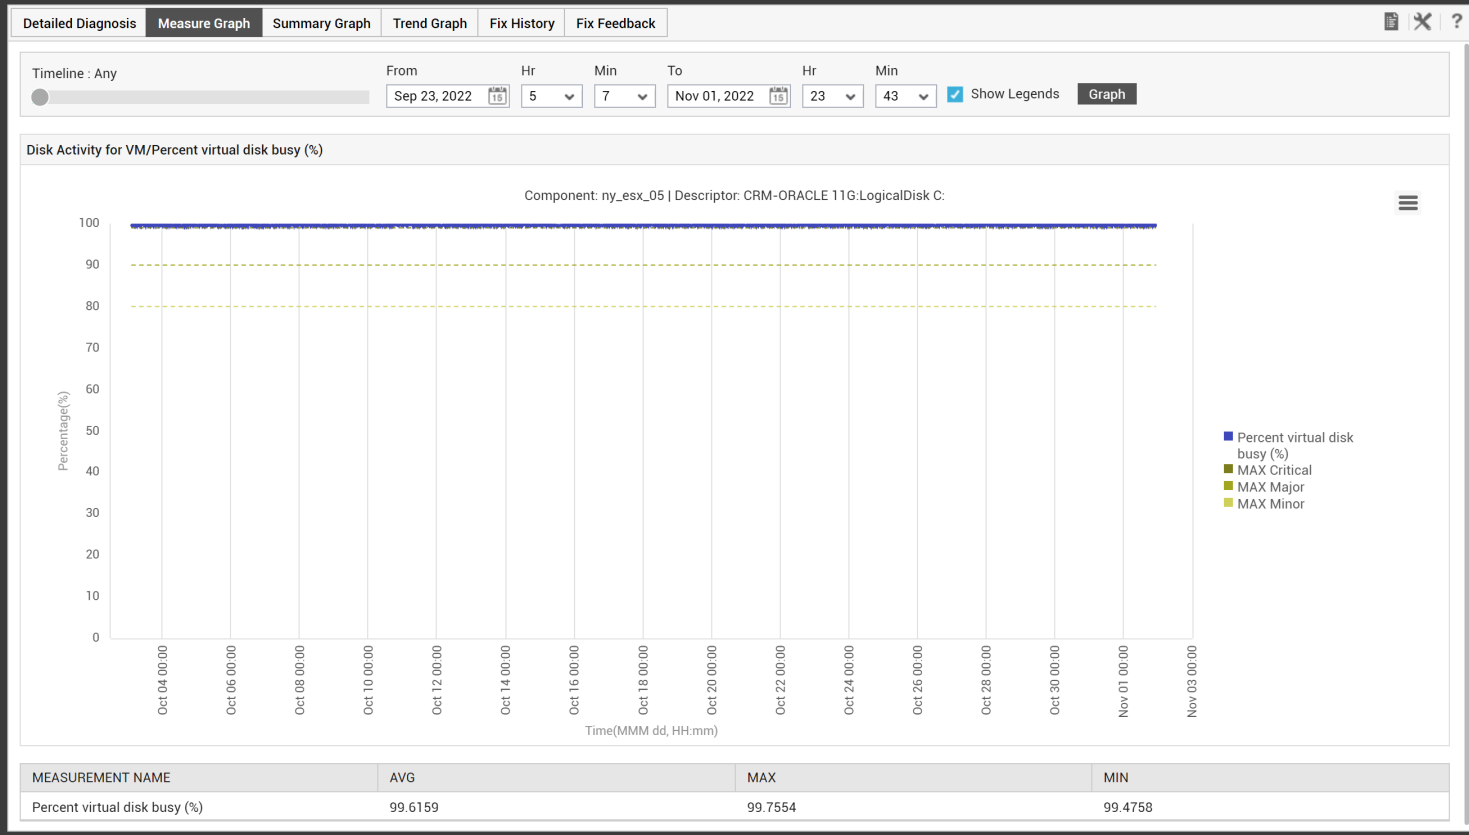 Detailed Diagnosis Measure Graph Summary Graph Trend Graph Fix History Fix Feedback ?
Timeline : Any From Hr Min To Hr Min
Sep 23, 2022 15 5 7 Nov 01, 2022 15 23 43 Show Legends Graph
Disk Activity for VM/Percent virtual disk busy (%)
Component: ny_esx_05 | Descriptor: CRM-ORACLE 11G:LogicalDisk C:
100
90
80
70
60
50
40
30
20
10
0
Percentage(%)
Oct 04 00:00
Oct 06 00:00
Oct 08 00:00
Oct 10 00:00
Oct 12 00:00
Oct 14 00:00
Oct 16 00:00
Oct 18 00:00
Oct 20 00:00
Oct 22 00:00
Oct 24 00:00
Oct 26 00:00
Oct 28 00:00
Oct 30 00:00
Nov 01 00:00
Nov 03 00:00
Time(MMM dd, HH:mm)
Percent virtual disk
busy (%)
MAX Critical
MAX Major
MAX Minor
MEASUREMENT NAME AVG MAX MIN
Percent virtual disk busy (%) 99.6159 99.7554 99.4758